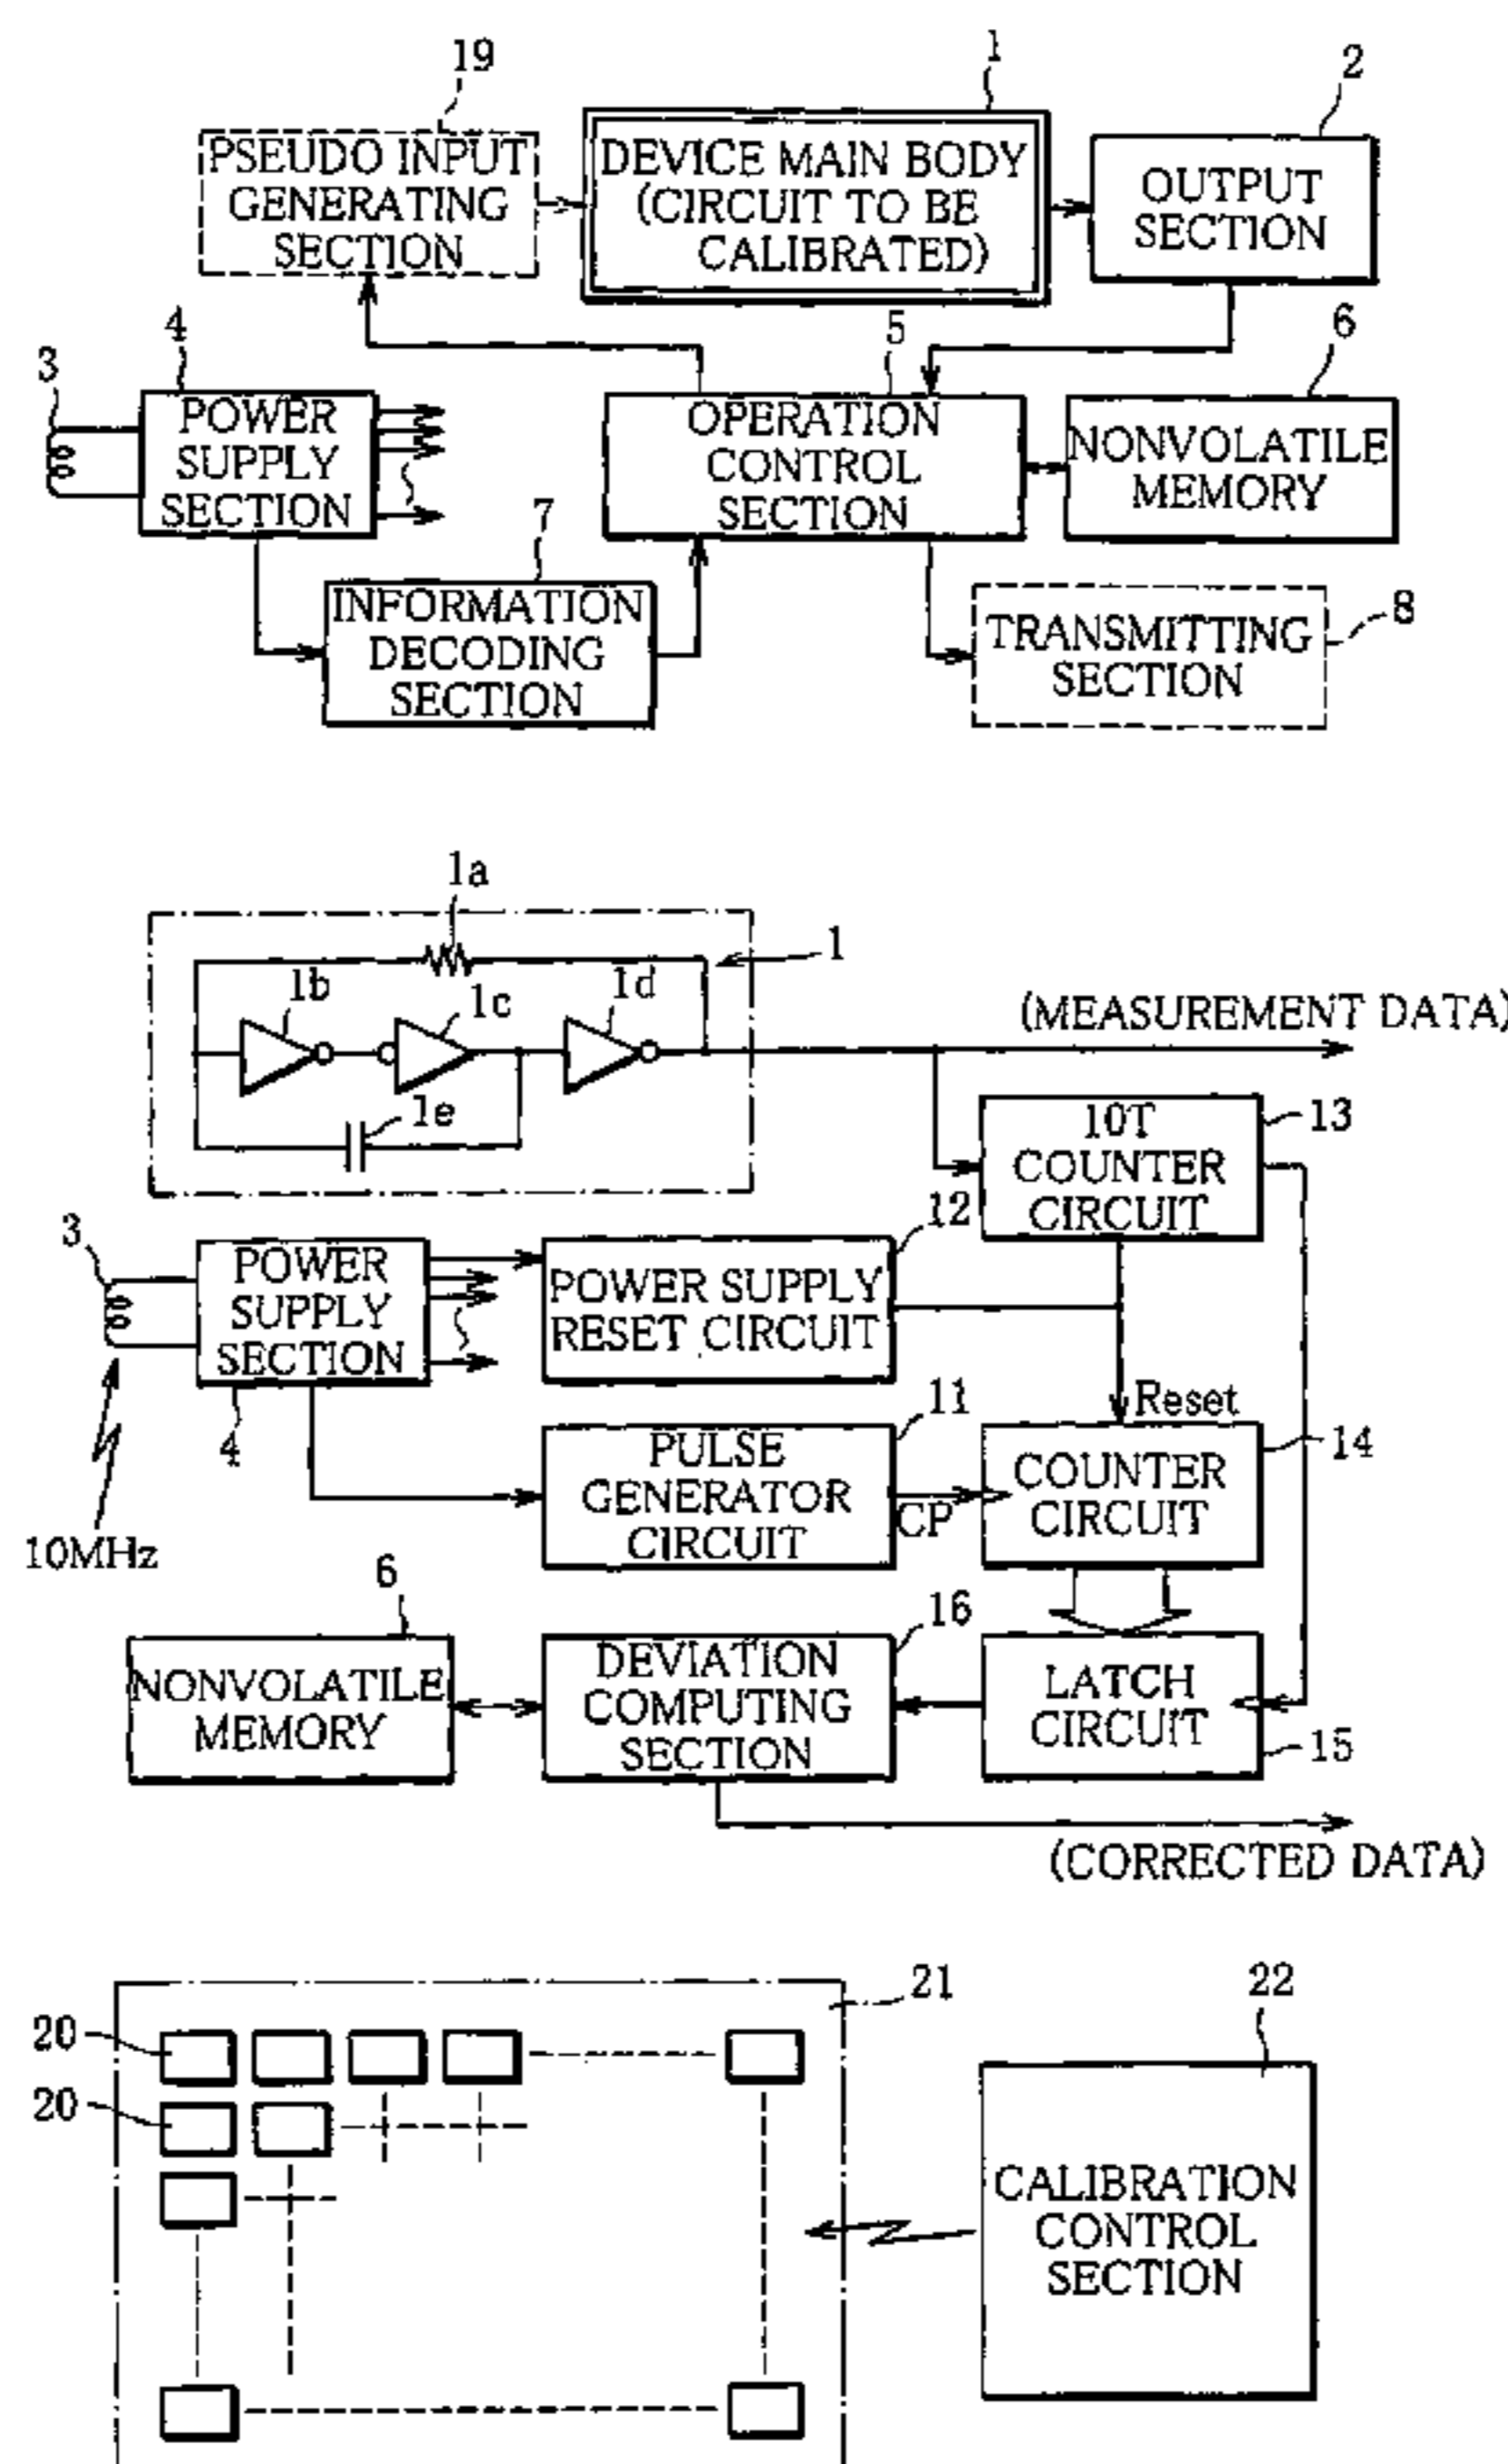 19
1
2
PSEUDO INPUT
GENERATING
SECTION
DEVICE MAIN BODY
(CIRCUIT TO BE
CALIBRATED)
OUTPUT
SECTION
3
4
5
6
POWER
SUPPLY
SECTION
OPERATION
CONTROL
SECTION
NONVOLATILE
MEMORY
7
INFORMATION
DECODING
SECTION
TRANSMITTING
SECTION
8
1a
1
1b
1c
1d
1e
(MEASUREMENT DATA)
10T
COUNTER
CIRCUIT
13
12
3
POWER
SUPPLY
SECTION
4
POWER SUPPLY
RESET CIRCUIT
Reset
11
PULSE
GENERATOR
CIRCUIT
CP
COUNTER
CIRCUIT
14
10MHz
6
16
NONVOLATILE
MEMORY
DEVIATION
COMPUTING
SECTION
LATCH
CIRCUIT
15
(CORRECTED DATA)
21
22
20
20
CALIBRATION
CONTROL
SECTION